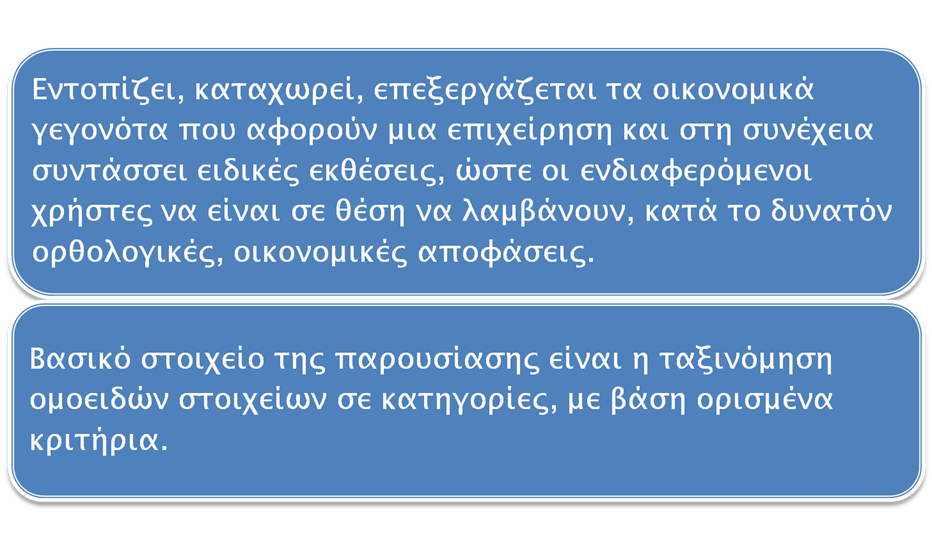 Εντοπίζει, καταχωρεί, επεξεργάζεται τα οικονομικά
γεγονότα που αφορούν μια επιχείρηση και στη συνέχεια
συντάσσει ειδικές εκθέσεις, ώστε οι ενδιαφερόμενοι
χρήστες να είναι σε θέση να λαμβάνουν, κατά το δυνατόν
ορθολογικές, οικονομικές αποφάσεις.
Βασικό στοιχείο της παρουσίασης είναι η ταξινόμηση
ομοειδών στοιχείων σε κατηγορίες, με βάση ορισμένα
κριτήρια.